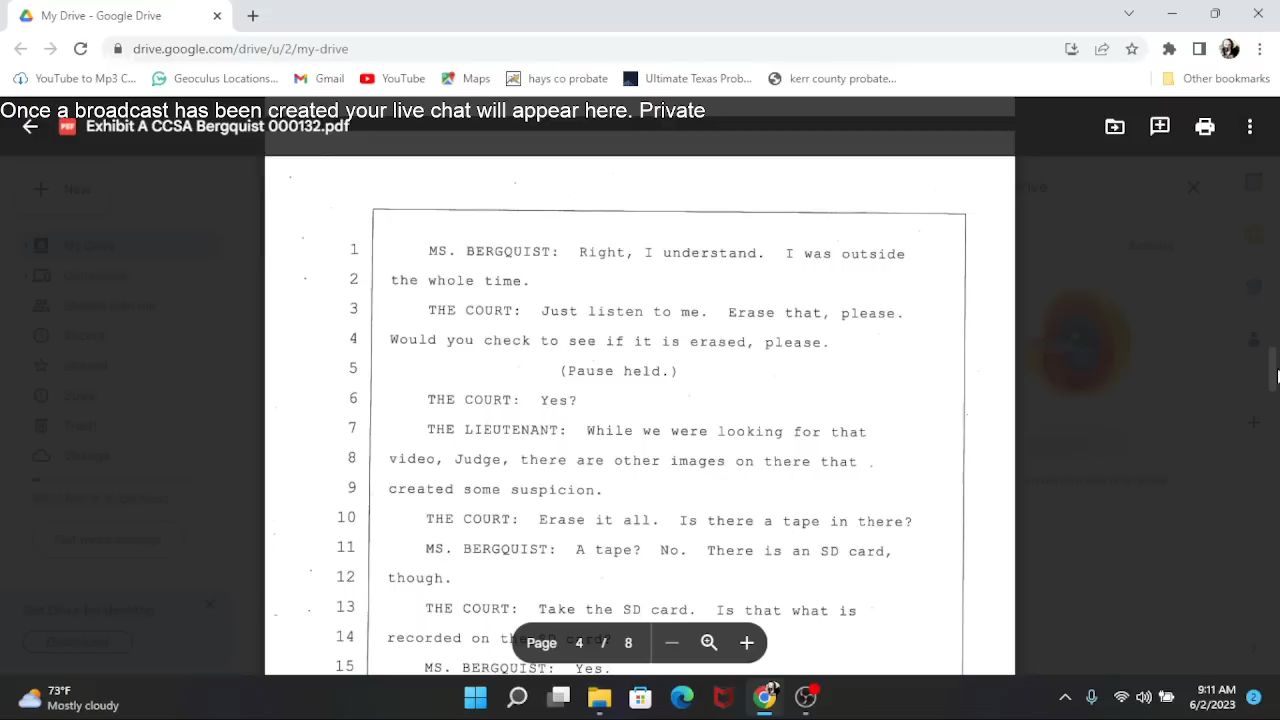 My Drive - Google Drive
drive.google.com/drive/u/2/my-drive
YouTube to Mp3 C...
Geoculus Locations...
Gmail
YouTube
Maps
hays co probate
Ultimate Texas Prob...
kerr county probate...
Other bookmarks
Once a broadcast has been created your live chat will appear here. Private
Exhibit A CCSA Bergquist 000132.pdf
New
My Drive
1 MS. BERGQUIST: Right, I understand. I was outside
2 the whole time.
3 THE COURT: Just listen to me. Erase that, please.
4 Would you check to see if it is erased, please.
5 (Pause held.)
6 THE COURT: Yes?
7 THE LIEUTENANT: While we were looking for that
8 video, Judge, there are other images on there that
9 created some suspicion.
10 THE COURT: Erase it all. Is there a tape in there?
11 MS. BERGQUIST: A tape? No. There is an SD card,
12 though.
13 THE COURT: Take the SD card. Is that what is
14 recorded on the SD card?
15 MS. BERGQUIST: Yes.
Page 4 / 8
73°F
Mostly cloudy
9:11 AM
6/2/2023
2